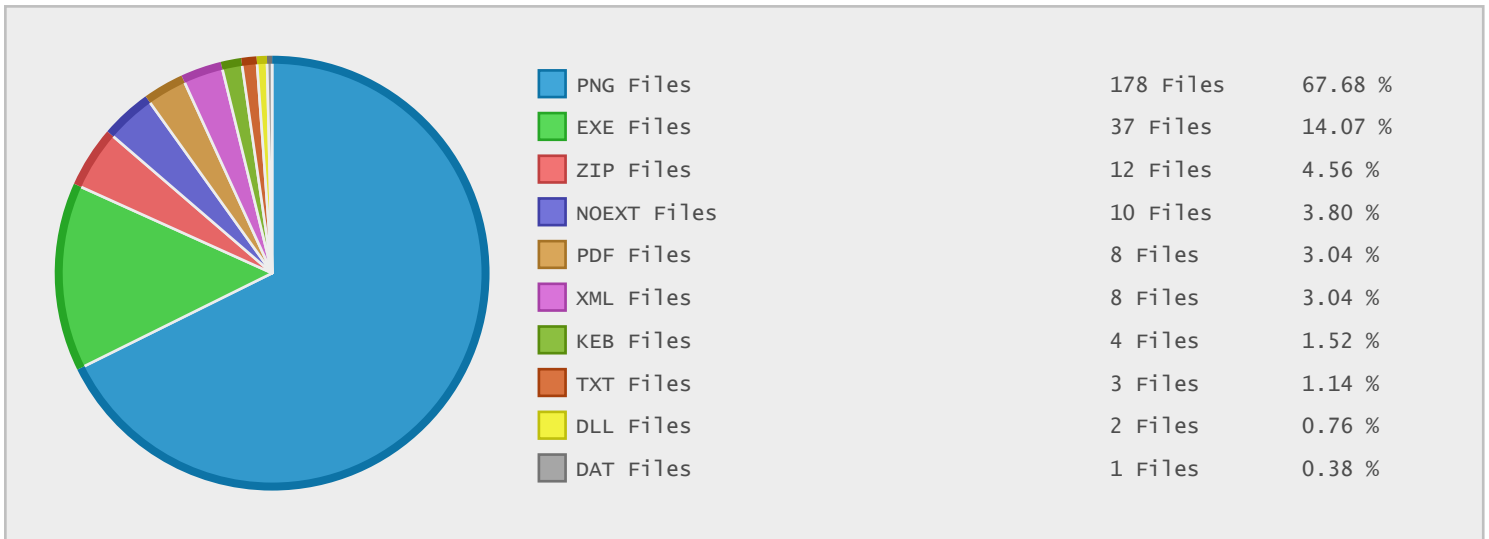 PNG Files 178 Files 67.68 %
EXE Files 37 Files 14.07 %
ZIP Files 12 Files 4.56 %
NOEXT Files 10 Files 3.80 %
PDF Files 8 Files 3.04 %
XML Files 8 Files 3.04 %
KEB Files 4 Files 1.52 %
TXT Files 3 Files 1.14 %
DLL Files 2 Files 0.76 %
DAT Files 1 Files 0.38 %